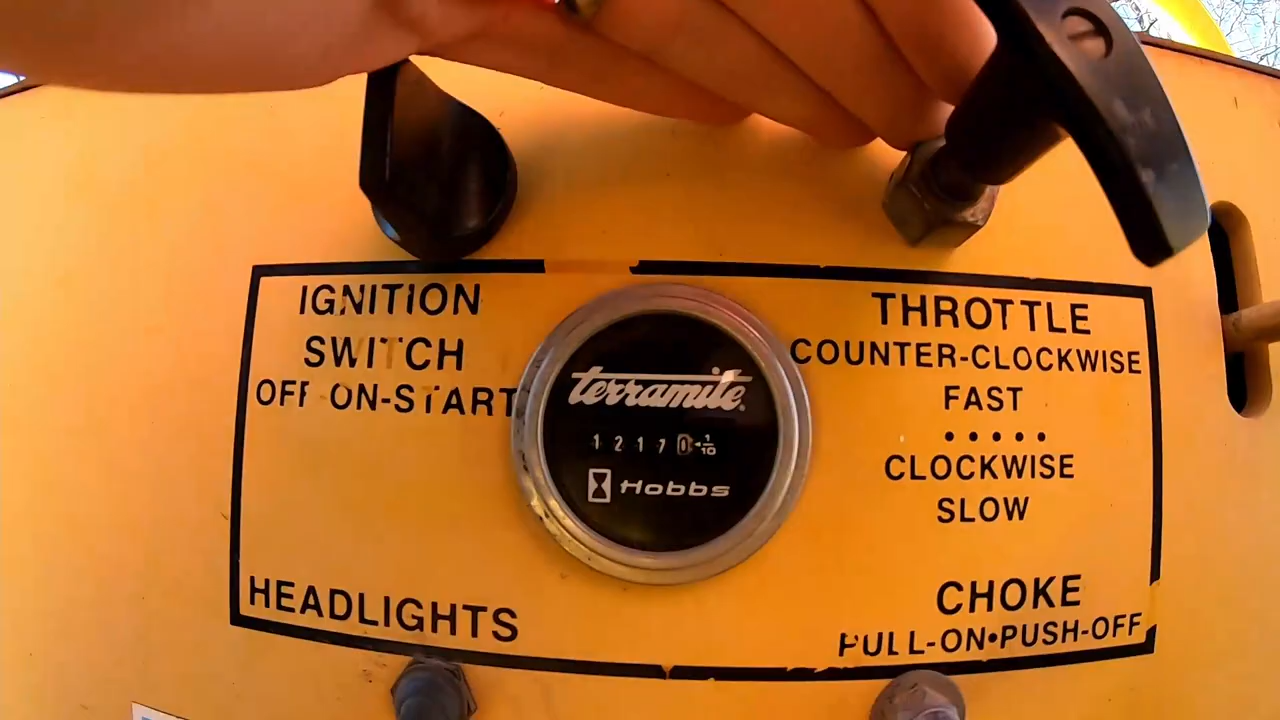 IGNITION
SWITCH
OFF ON-START
terramite
1 2 1 7 0 1/10
Hobbs
THROTTLE
COUNTER-CLOCKWISE
FAST
•••••
CLOCKWISE
SLOW
HEADLIGHTS
CHOKE
PULL-ON•PUSH-OFF